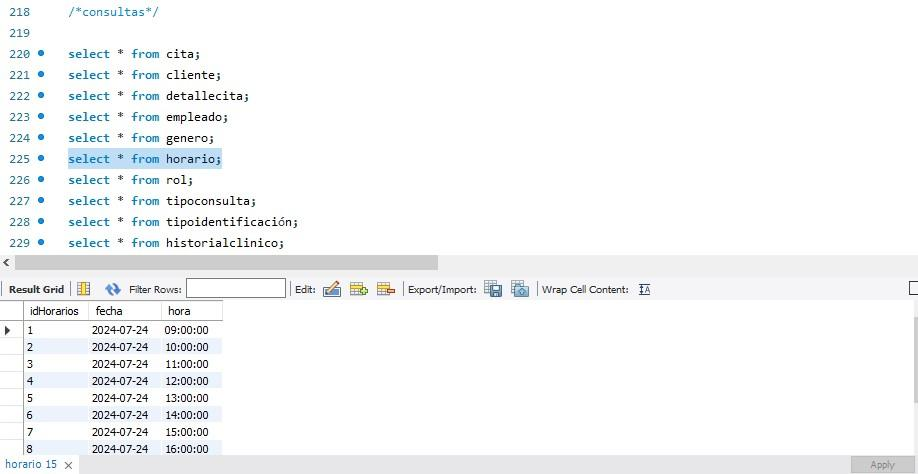 218 /*consultas*/
219
220 select * from cita;
221 select * from cliente;
222 select * from detallecita;
223 select * from empleado;
224 select * from genero;
225 select * from horario;
226 select * from rol;
227 select * from tipoconsulta;
228 select * from tipoidentificación;
229 select * from historialclinico;
Result Grid Filter Rows: Edit: Export/Import: Wrap Cell Content: IA
idHorarios fecha hora
1 2024-07-24 09:00:00
2 2024-07-24 10:00:00
3 2024-07-24 11:00:00
4 2024-07-24 12:00:00
5 2024-07-24 13:00:00
6 2024-07-24 14:00:00
7 2024-07-24 15:00:00
8 2024-07-24 16:00:00
horario 15 × Apply